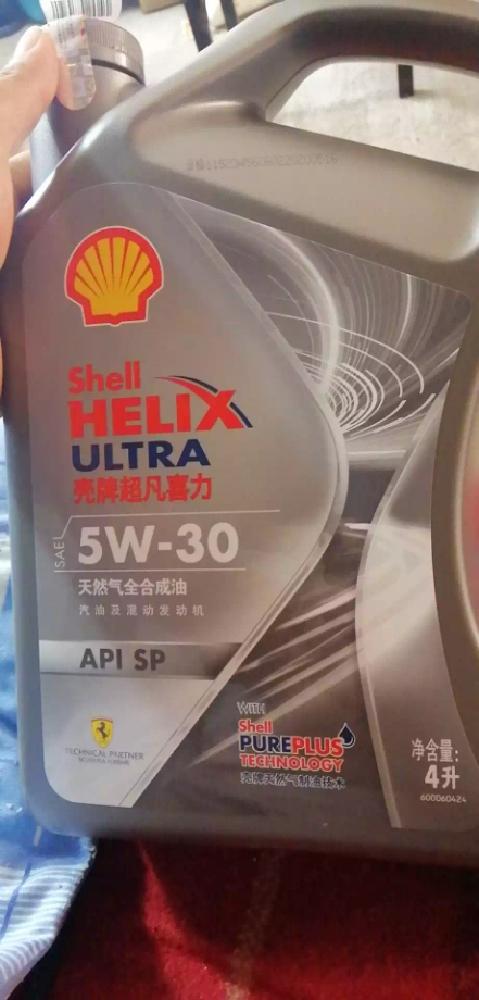 Shell
HELIX
ULTRA
壳牌超凡喜力
SAE 5W-30
天然气全合成油
汽油及混动发动机
API SP
TECHNICAL PARTNER
WITH
Shell
PUREPLUS
TECHNOLOGY
壳牌天然气制油技术
净含量:
4升
600060424